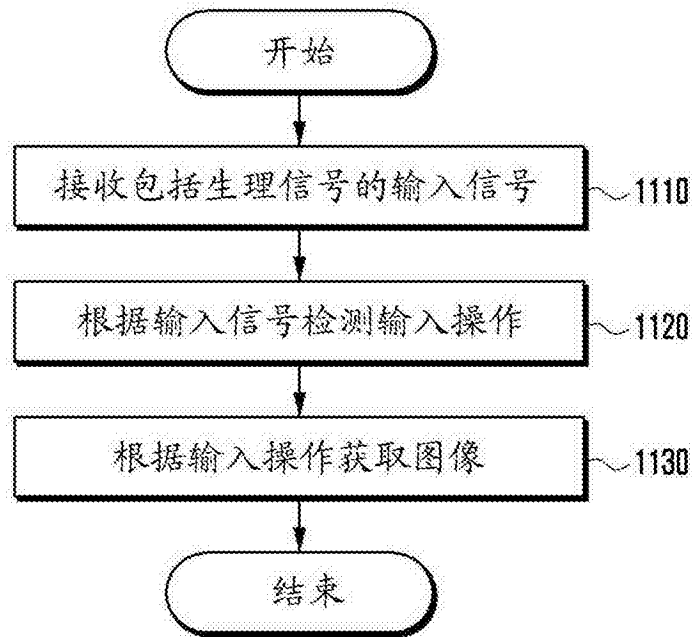 开始
接收包括生理信号的输入信号
1110
根据输入信号检测输入操作
1120
根据输入操作获取图像
1130
结束